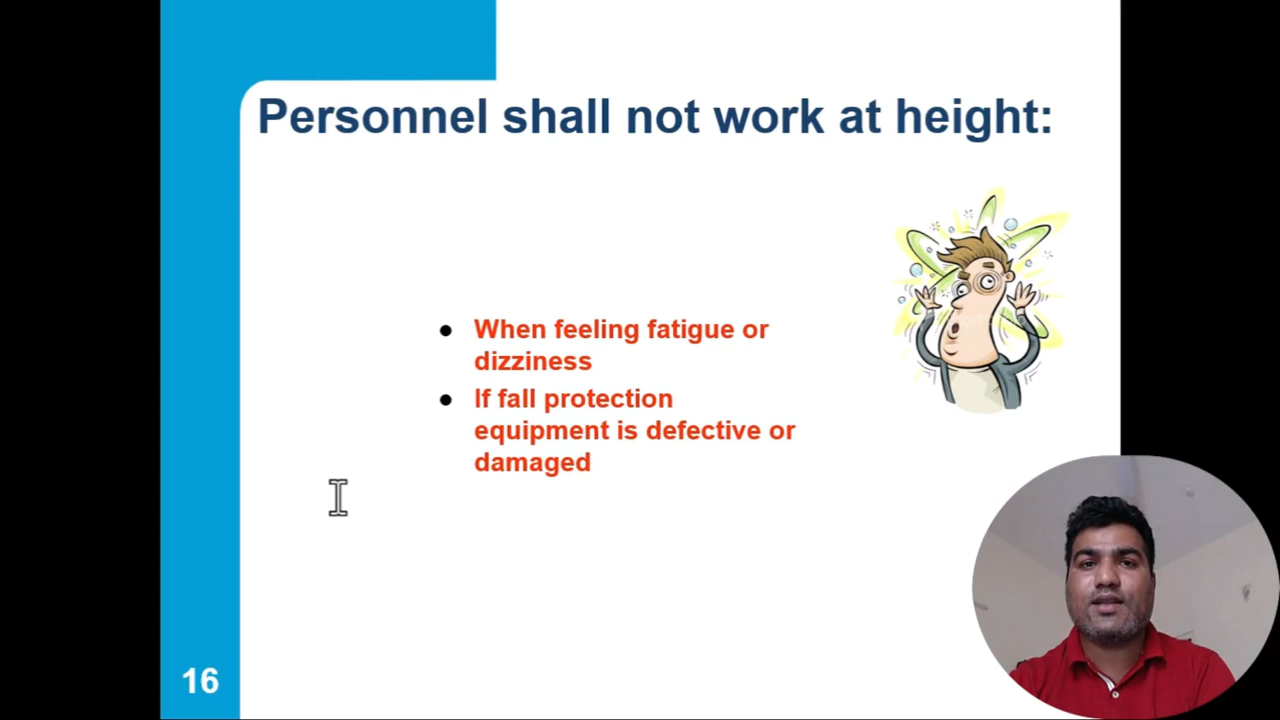 Personnel shall not work at height:
● When feeling fatigue or
dizziness
● If fall protection
equipment is defective or
damaged
16